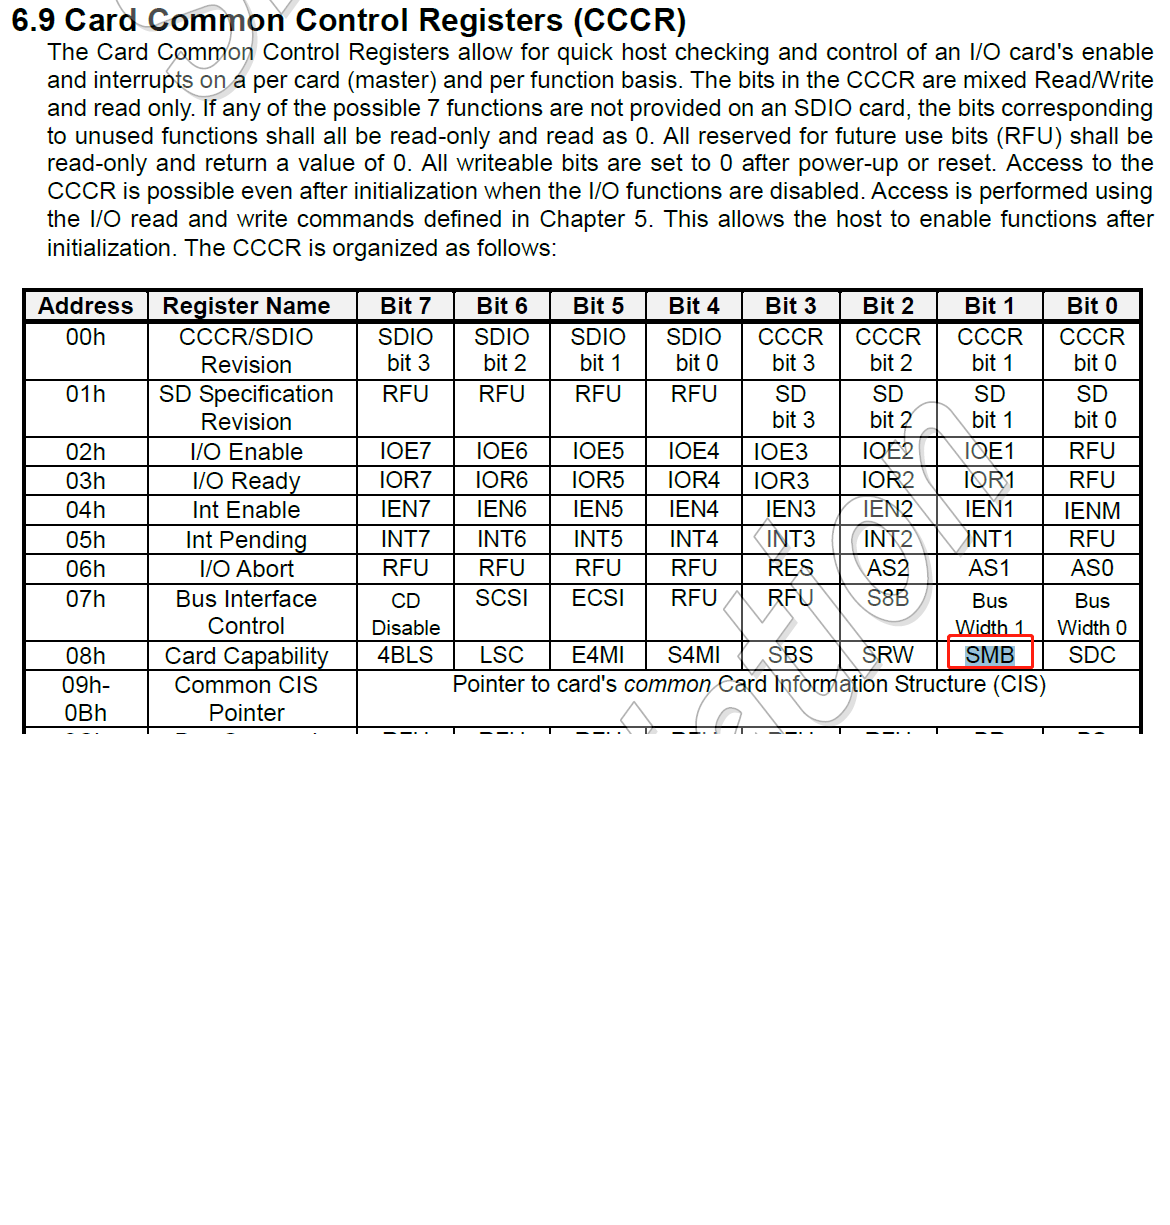 6.9 Card Common Control Registers (CCCR)
The Card Common Control Registers allow for quick host checking and control of an I/O card's enable
and interrupts on a per card (master) and per function basis. The bits in the CCCR are mixed Read/Write
and read only. If any of the possible 7 functions are not provided on an SDIO card, the bits corresponding
to unused functions shall all be read-only and read as 0. All reserved for future use bits (RFU) shall be
read-only and return a value of 0. All writeable bits are set to 0 after power-up or reset. Access to the
CCCR is possible even after initialization when the I/O functions are disabled. Access is performed using
the I/O read and write commands defined in Chapter 5. This allows the host to enable functions after
initialization. The CCCR is organized as follows:
Address Register Name Bit 7 Bit 6 Bit 5 Bit 4 Bit 3 Bit 2 Bit 1 Bit 0
00h CCCR/SDIO SDIO SDIO SDIO SDIO CCCR CCCR CCCR CCCR
Revision bit 3 bit 2 bit 1 bit 0 bit 3 bit 2 bit 1 bit 0
01h SD Specification RFU RFU RFU RFU SD SD SD SD
Revision bit 3 bit 2 bit 1 bit 0
02h I/O Enable IOE7 IOE6 IOE5 IOE4 IOE3 IOE2 IOE1 RFU
03h I/O Ready IOR7 IOR6 IOR5 IOR4 IOR3 IOR2 IOR1 RFU
04h Int Enable IEN7 IEN6 IEN5 IEN4 IEN3 IEN2 IEN1 IENM
05h Int Pending INT7 INT6 INT5 INT4 INT3 INT2 INT1 RFU
06h I/O Abort RFU RFU RFU RFU RES AS2 AS1 AS0
07h Bus Interface CD SCSI ECSI RFU RFU S8B Bus Bus
Control Disable Width 1 Width 0
08h Card Capability 4BLS LSC E4MI S4MI SBS SRW SMB SDC
09h- Common CIS Pointer to card's common Card Information Structure (CIS)
0Bh Pointer